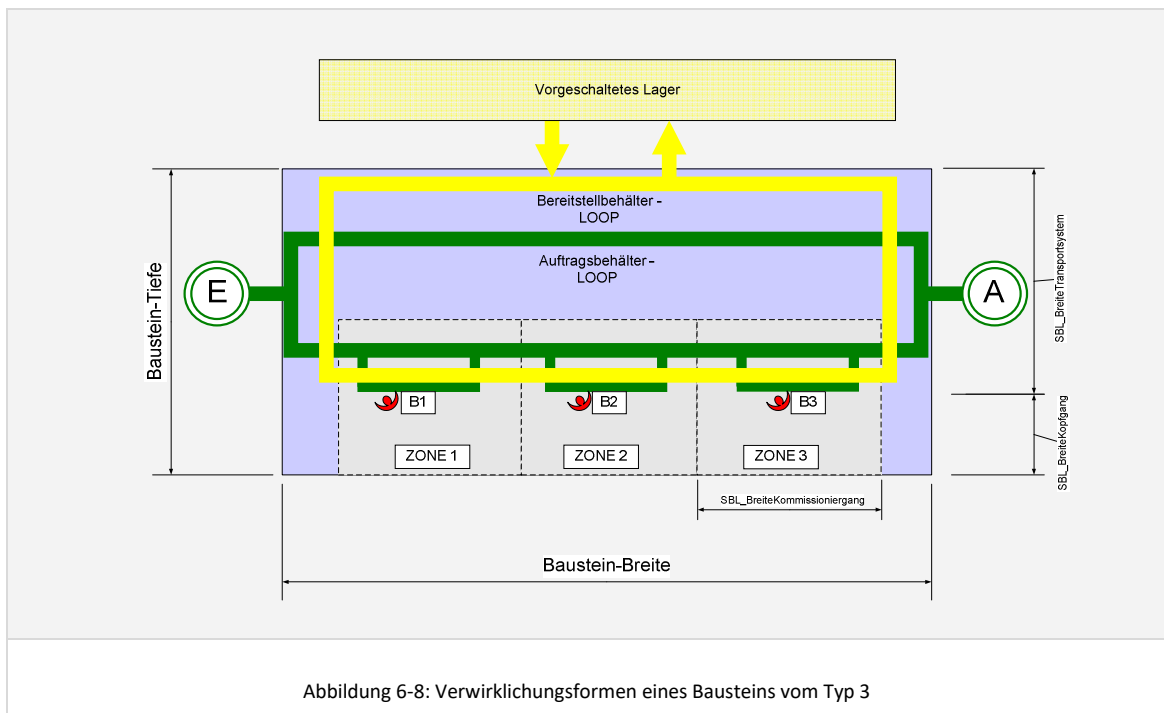 Vorgeschaltetes Lager
Bereitstellbehälter -
LOOP
Auftragsbehälter –
LOOP
E
A
Baustein-Tiefe
SBL_BreiteTransportsystem
B1
B2
B3
ZONE 1
ZONE 2
ZONE 3
SBL_BreiteKopfgang
SBL_BreiteKommissioniergang
Baustein-Breite
Abbildung 6-8: Verwirklichungsformen eines Bausteins vom Typ 3